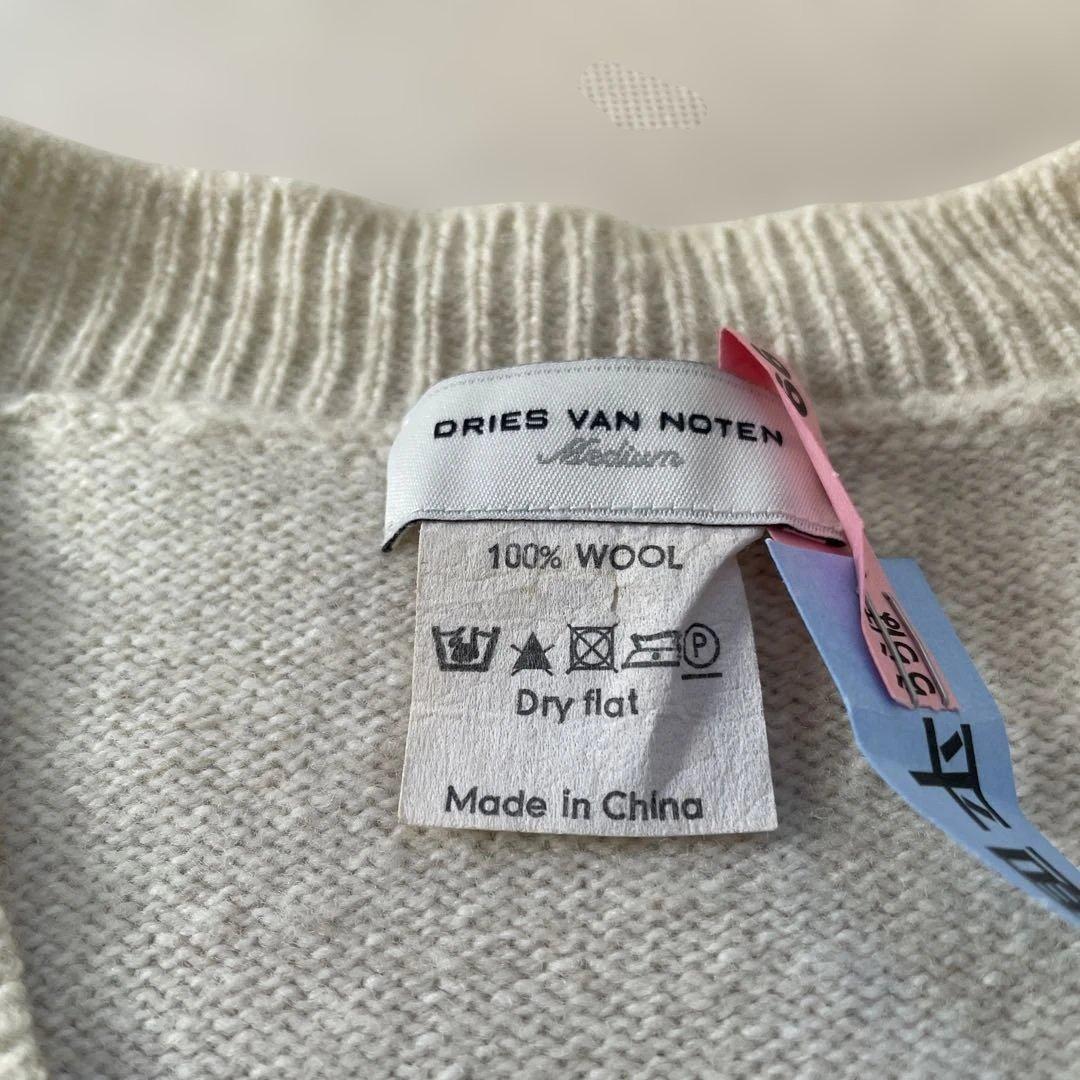 DRIES VAN NOTEN
Medium
100% WOOL
P
Dry flat
Made in China